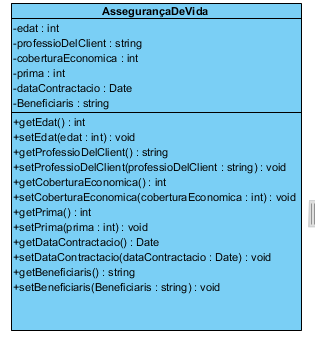 AssegurançaDeVida
-edat : int
-professioDelClient : string
-coberturaEconomica : int
-prima : int
-dataContractacio : Date
-Beneficiaris : string
+getEdat() : int
+setEdat(edat : int) : void
+getProfessioDelClient() : string
+setProfessioDelClient(professioDelClient : string) : void
+getCoberturaEconomica() : int
+setCoberturaEconomica(coberturaEconomica : int) : void
+getPrima() : int
+setPrima(prima : int) : void
+getDataContractacio() : Date
+setDataContractacio(dataContractacio : Date) : void
+getBeneficiaris() : string
+setBeneficiaris(Beneficiaris : string) : void